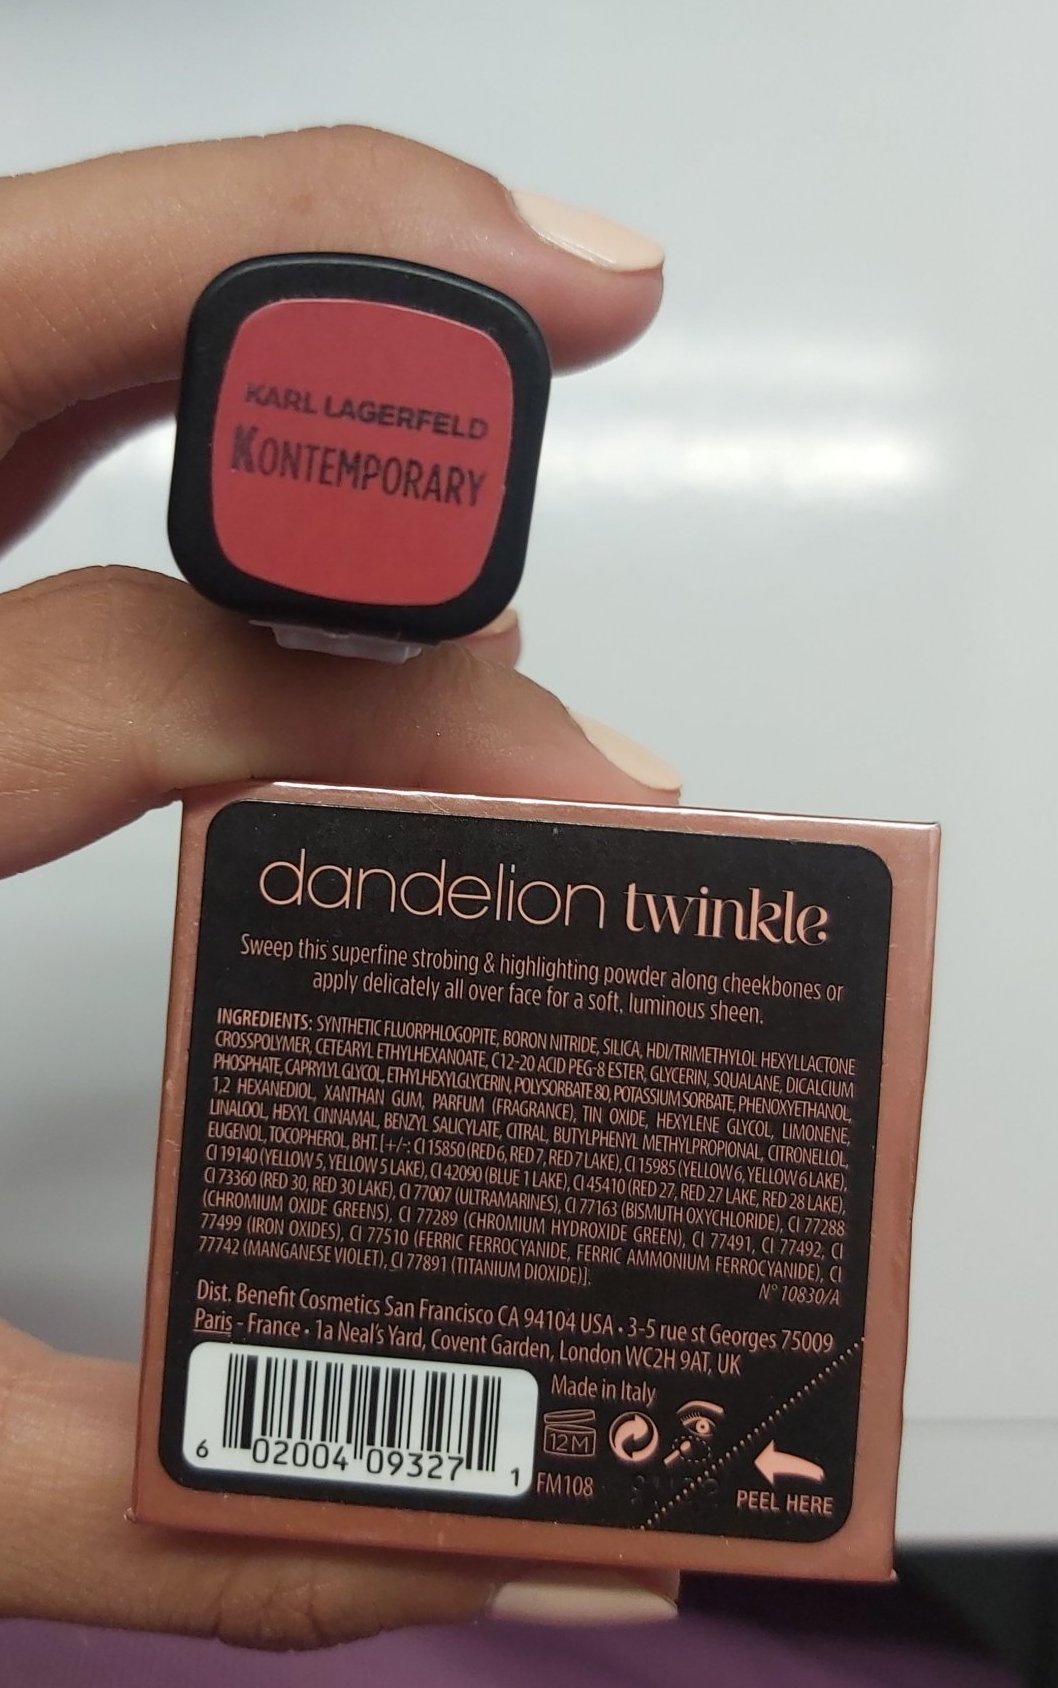 KARL LAGERFELD
KONTEMPORARY
dandelion twinkle
Sweep this superfine strobing & highlighting powder along cheekbones or
apply delicately all over face for a soft, luminous sheen.
INGREDIENTS: SYNTHETIC FLUORPHLOGOPITE, BORON NITRIDE, SILICA, HDI/TRIMETHYLOL HEXYLLACTONE
CROSSPOLYMER, CETEARYL ETHYLHEXANOATE, C12-20 ACID PEG-8 ESTER, GLYCERIN, SQUALANE, DICALCIUM
PHOSPHATE, CAPRYLYL GLYCOL, ETHYLHEXYLGLYCERIN, POLYSORBATE 80, POTASSIUM SORBATE, PHENOXYETHANOL,
1,2 HEXANEDIOL, XANTHAN GUM, PARFUM (FRAGRANCE), TIN OXIDE, HEXYLENE GLYCOL, LIMONENE,
LINALOOL, HEXYL CINNAMAL, BENZYL SALICYLATE, CITRAL, BUTYLPHENYL METHYLPROPIONAL, CITRONELLOL,
EUGENOL, TOCOPHEROL, BHT. [+/-: CI 15850 (RED 6, RED 7, RED 7 LAKE), CI 15985 (YELLOW 6, YELLOW 6 LAKE),
CI 19140 (YELLOW 5, YELLOW 5 LAKE), CI 42090 (BLUE 1 LAKE), CI 45410 (RED 27, RED 27 LAKE, RED 28 LAKE),
CI 73360 (RED 30, RED 30 LAKE), CI 77007 (ULTRAMARINES), CI 77163 (BISMUTH OXYCHLORIDE), CI 77288
(CHROMIUM OXIDE GREENS), CI 77289 (CHROMIUM HYDROXIDE GREEN), CI 77491, CI 77492, CI
77499 (IRON OXIDES), CI 77510 (FERRIC FERROCYANIDE, FERRIC AMMONIUM FERROCYANIDE), CI
77742 (MANGANESE VIOLET), CI 77891 (TITANIUM DIOXIDE)].
N° 10830/A
Dist. Benefit Cosmetics San Francisco CA 94104 USA • 3-5 rue st Georges 75009
Paris - France • 1a Neal's Yard, Covent Garden, London WC2H 9AT, UK
Made in Italy
12M
6 02004 09327 1
FM108
PEEL HERE